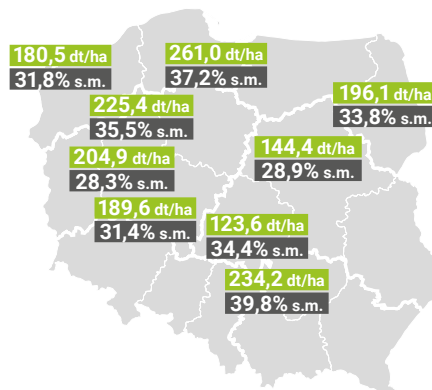 180,5 dt/ha
31,8% s.m.
261,0 dt/ha
37,2% s.m.
196,1 dt/ha
33,8% s.m.
225,4 dt/ha
35,5% s.m.
144,4 dt/ha
28,9% s.m.
204,9 dt/ha
28,3% s.m.
189,6 dt/ha
31,4% s.m.
123,6 dt/ha
34,4% s.m.
234,2 dt/ha
39,8% s.m.